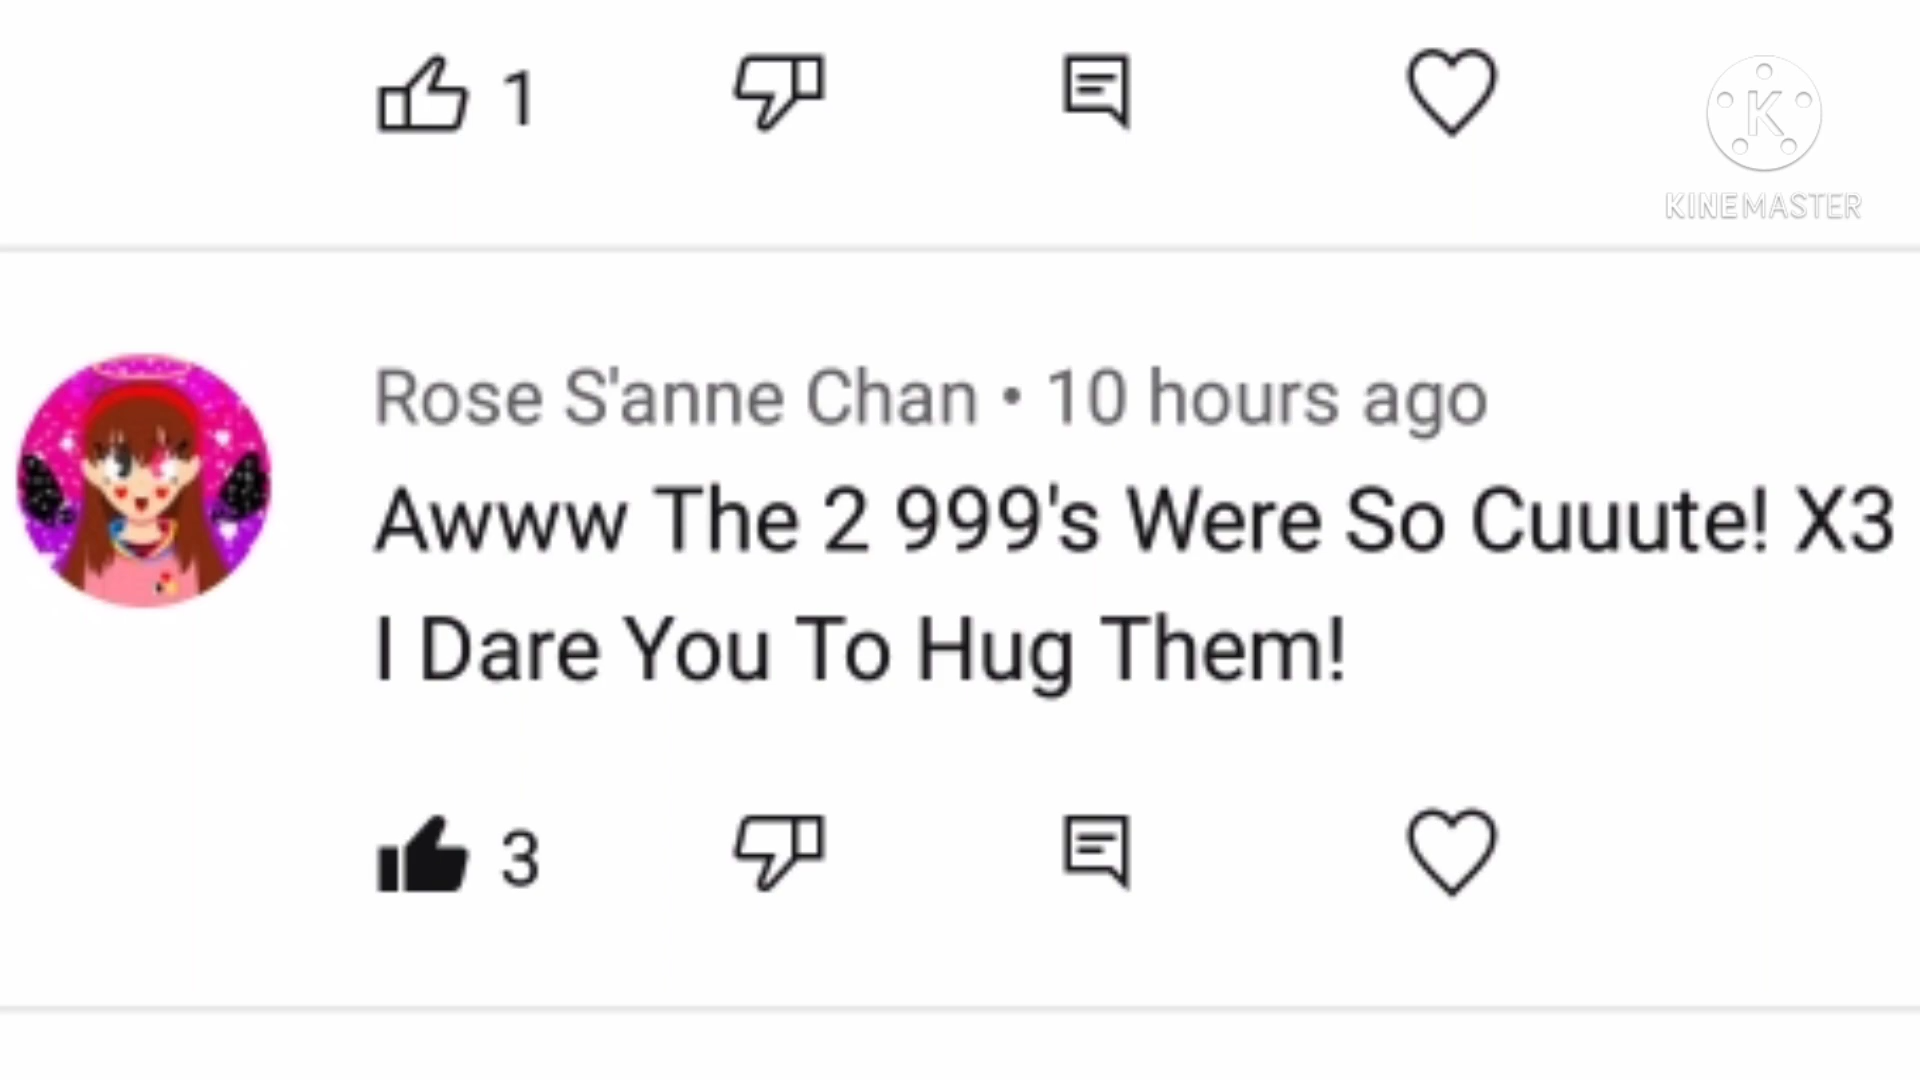 1
K
KINEMASTER
Rose S'anne Chan • 10 hours ago
Awww The 2 999's Were So Cuuute! X3
I Dare You To Hug Them!
3